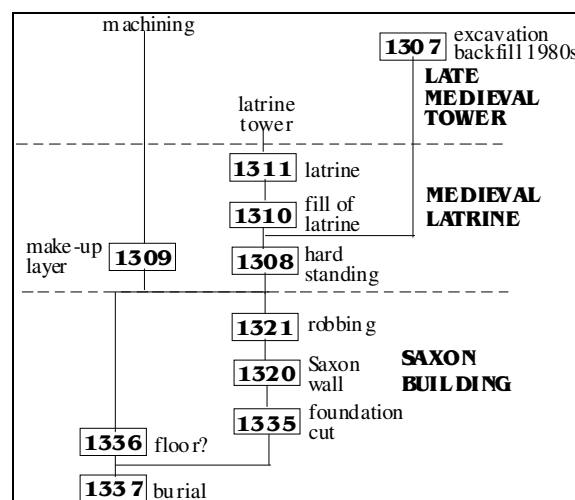 machining
1307 excavation
backfill 1980s
LATE
MEDIEVAL
TOWER
latrine
tower
1311 latrine
1310 fill of
latrine
MEDIEVAL
LATRINE
make-up
layer 1309
1308 hard
standing
1321 robbing
1320 Saxon
wall
SAXON
BUILDING
1335 foundation
cut
1336 floor?
1337 burial